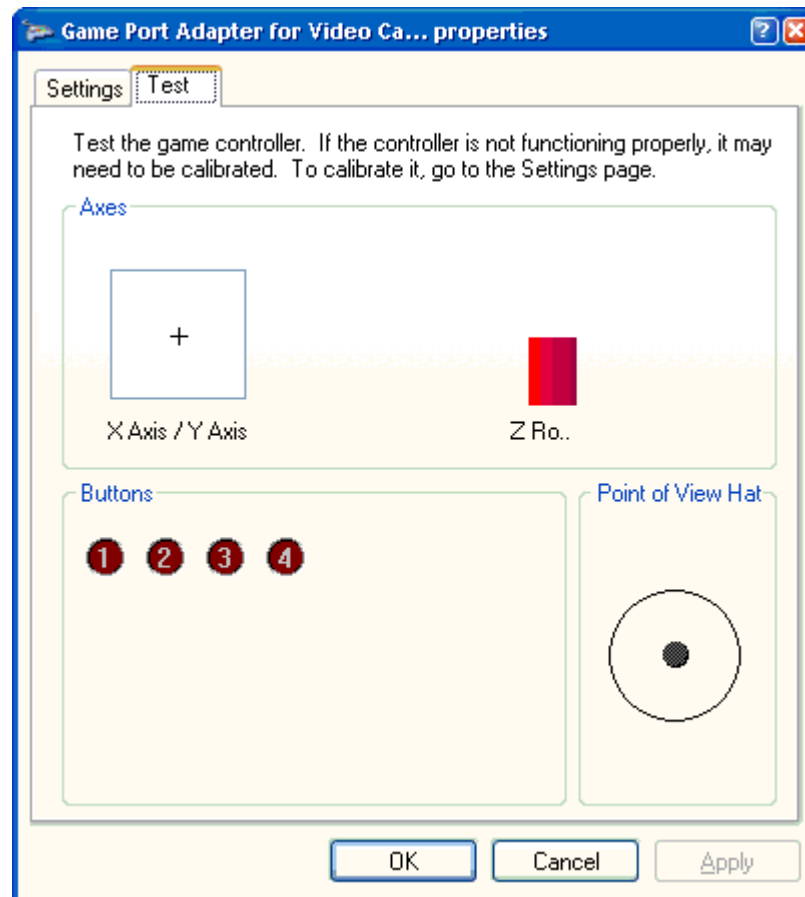 Game Port Adapter for Video Ca... properties
Settings
Test
Test the game controller. If the controller is not functioning properly, it may
need to be calibrated. To calibrate it, go to the Settings page.
Axes
X Axis / Y Axis
Z Ro..
Buttons
Point of View Hat
1 2 3 4
OK
Cancel
Apply